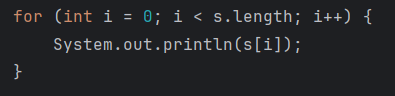 for (int i = 0; i < s.length; i++) {
    System.out.println(s[i]);
}